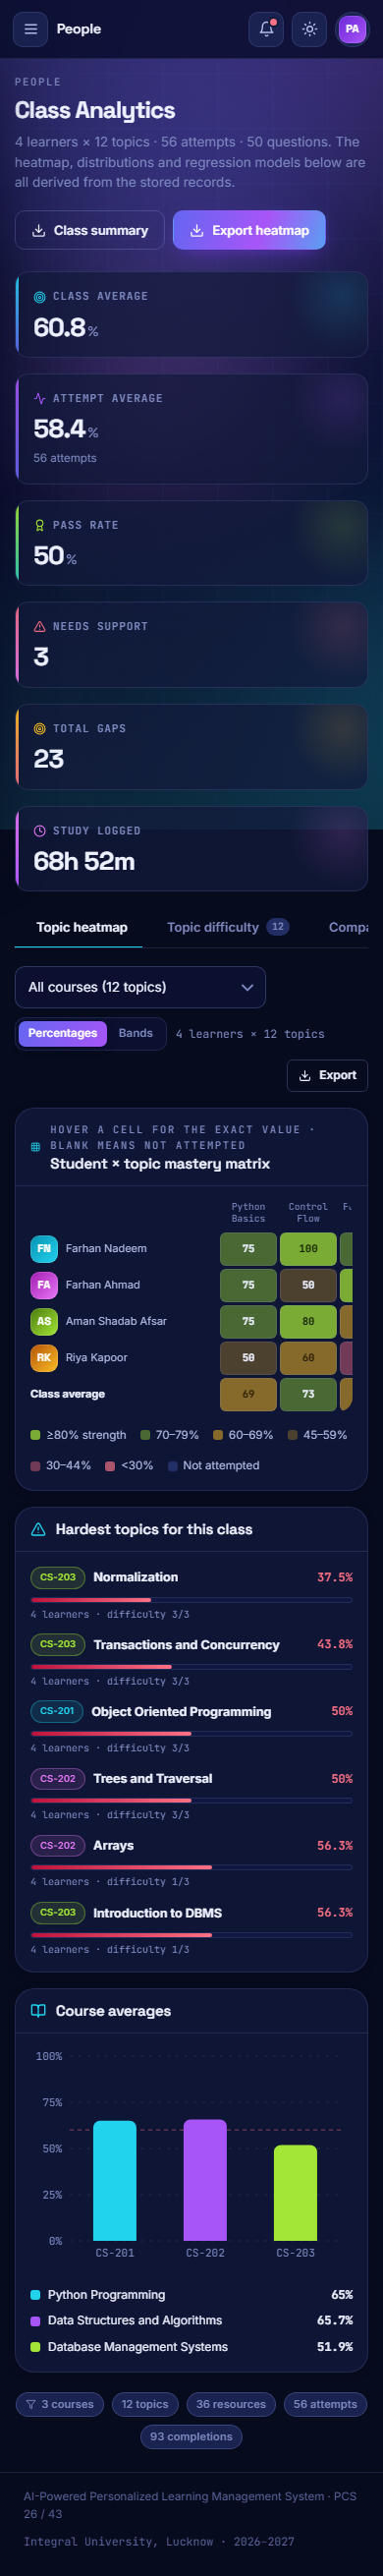 People
PA
PEOPLE
Class Analytics
4 learners × 12 topics · 56 attempts · 50 questions. The
heatmap, distributions and regression models below are
all derived from the stored records.
Class summary
Export heatmap
CLASS AVERAGE
60.8%
ATTEMPT AVERAGE
58.4%
56 attempts
PASS RATE
50%
NEEDS SUPPORT
3
TOTAL GAPS
23
STUDY LOGGED
68h 52m
Topic heatmap Topic difficulty 12 Compa
All courses (12 topics)
Percentages Bands 4 learners × 12 topics
Export
HOVER A CELL FOR THE EXACT VALUE ·
BLANK MEANS NOT ATTEMPTED
Student × topic mastery matrix
Python Control
Basics Flow
FN Farhan Nadeem 75 100
FA Farhan Ahmad 75 50
AS Aman Shadab Afsar 75 80
RK Riya Kapoor 50 60
Class average 69 73
≥80% strength 70–79% 60–69% 45–59%
30–44% <30% Not attempted
Hardest topics for this class
CS-203 Normalization 37.5%
4 learners · difficulty 3/3
CS-203 Transactions and Concurrency 43.8%
4 learners · difficulty 3/3
CS-201 Object Oriented Programming 50%
4 learners · difficulty 3/3
CS-202 Trees and Traversal 50%
4 learners · difficulty 3/3
CS-202 Arrays 56.3%
4 learners · difficulty 1/3
CS-203 Introduction to DBMS 56.3%
4 learners · difficulty 1/3
Course averages
100%
75%
50%
25%
0%
CS-201 CS-202 CS-203
Python Programming 65%
Data Structures and Algorithms 65.7%
Database Management Systems 51.9%
3 courses 12 topics 36 resources 56 attempts
93 completions
AI-Powered Personalized Learning Management System · PCS
26 / 43
Integral University, Lucknow · 2026–2027